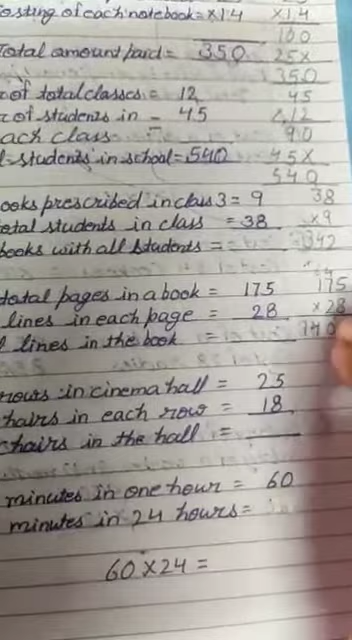 osting of each notebook = ×14 ×14
100
Total amount paid = 350 25×
350
r of total classes = 12 45
r of students in = 45 ×12
ach class 90
l students in school = 540 45×
540
ooks prescribed in class 3 = 9 38
otal students in class = 38 ×9
books with all students = 342
total pages in a book = 175 175
lines in each page = 28 ×28
l lines in the book = 140
rows in cinema hall = 25
hairs in each row = 18
chairs in the hall =
minutes in one hour = 60
minutes in 24 hours =
60×24 =